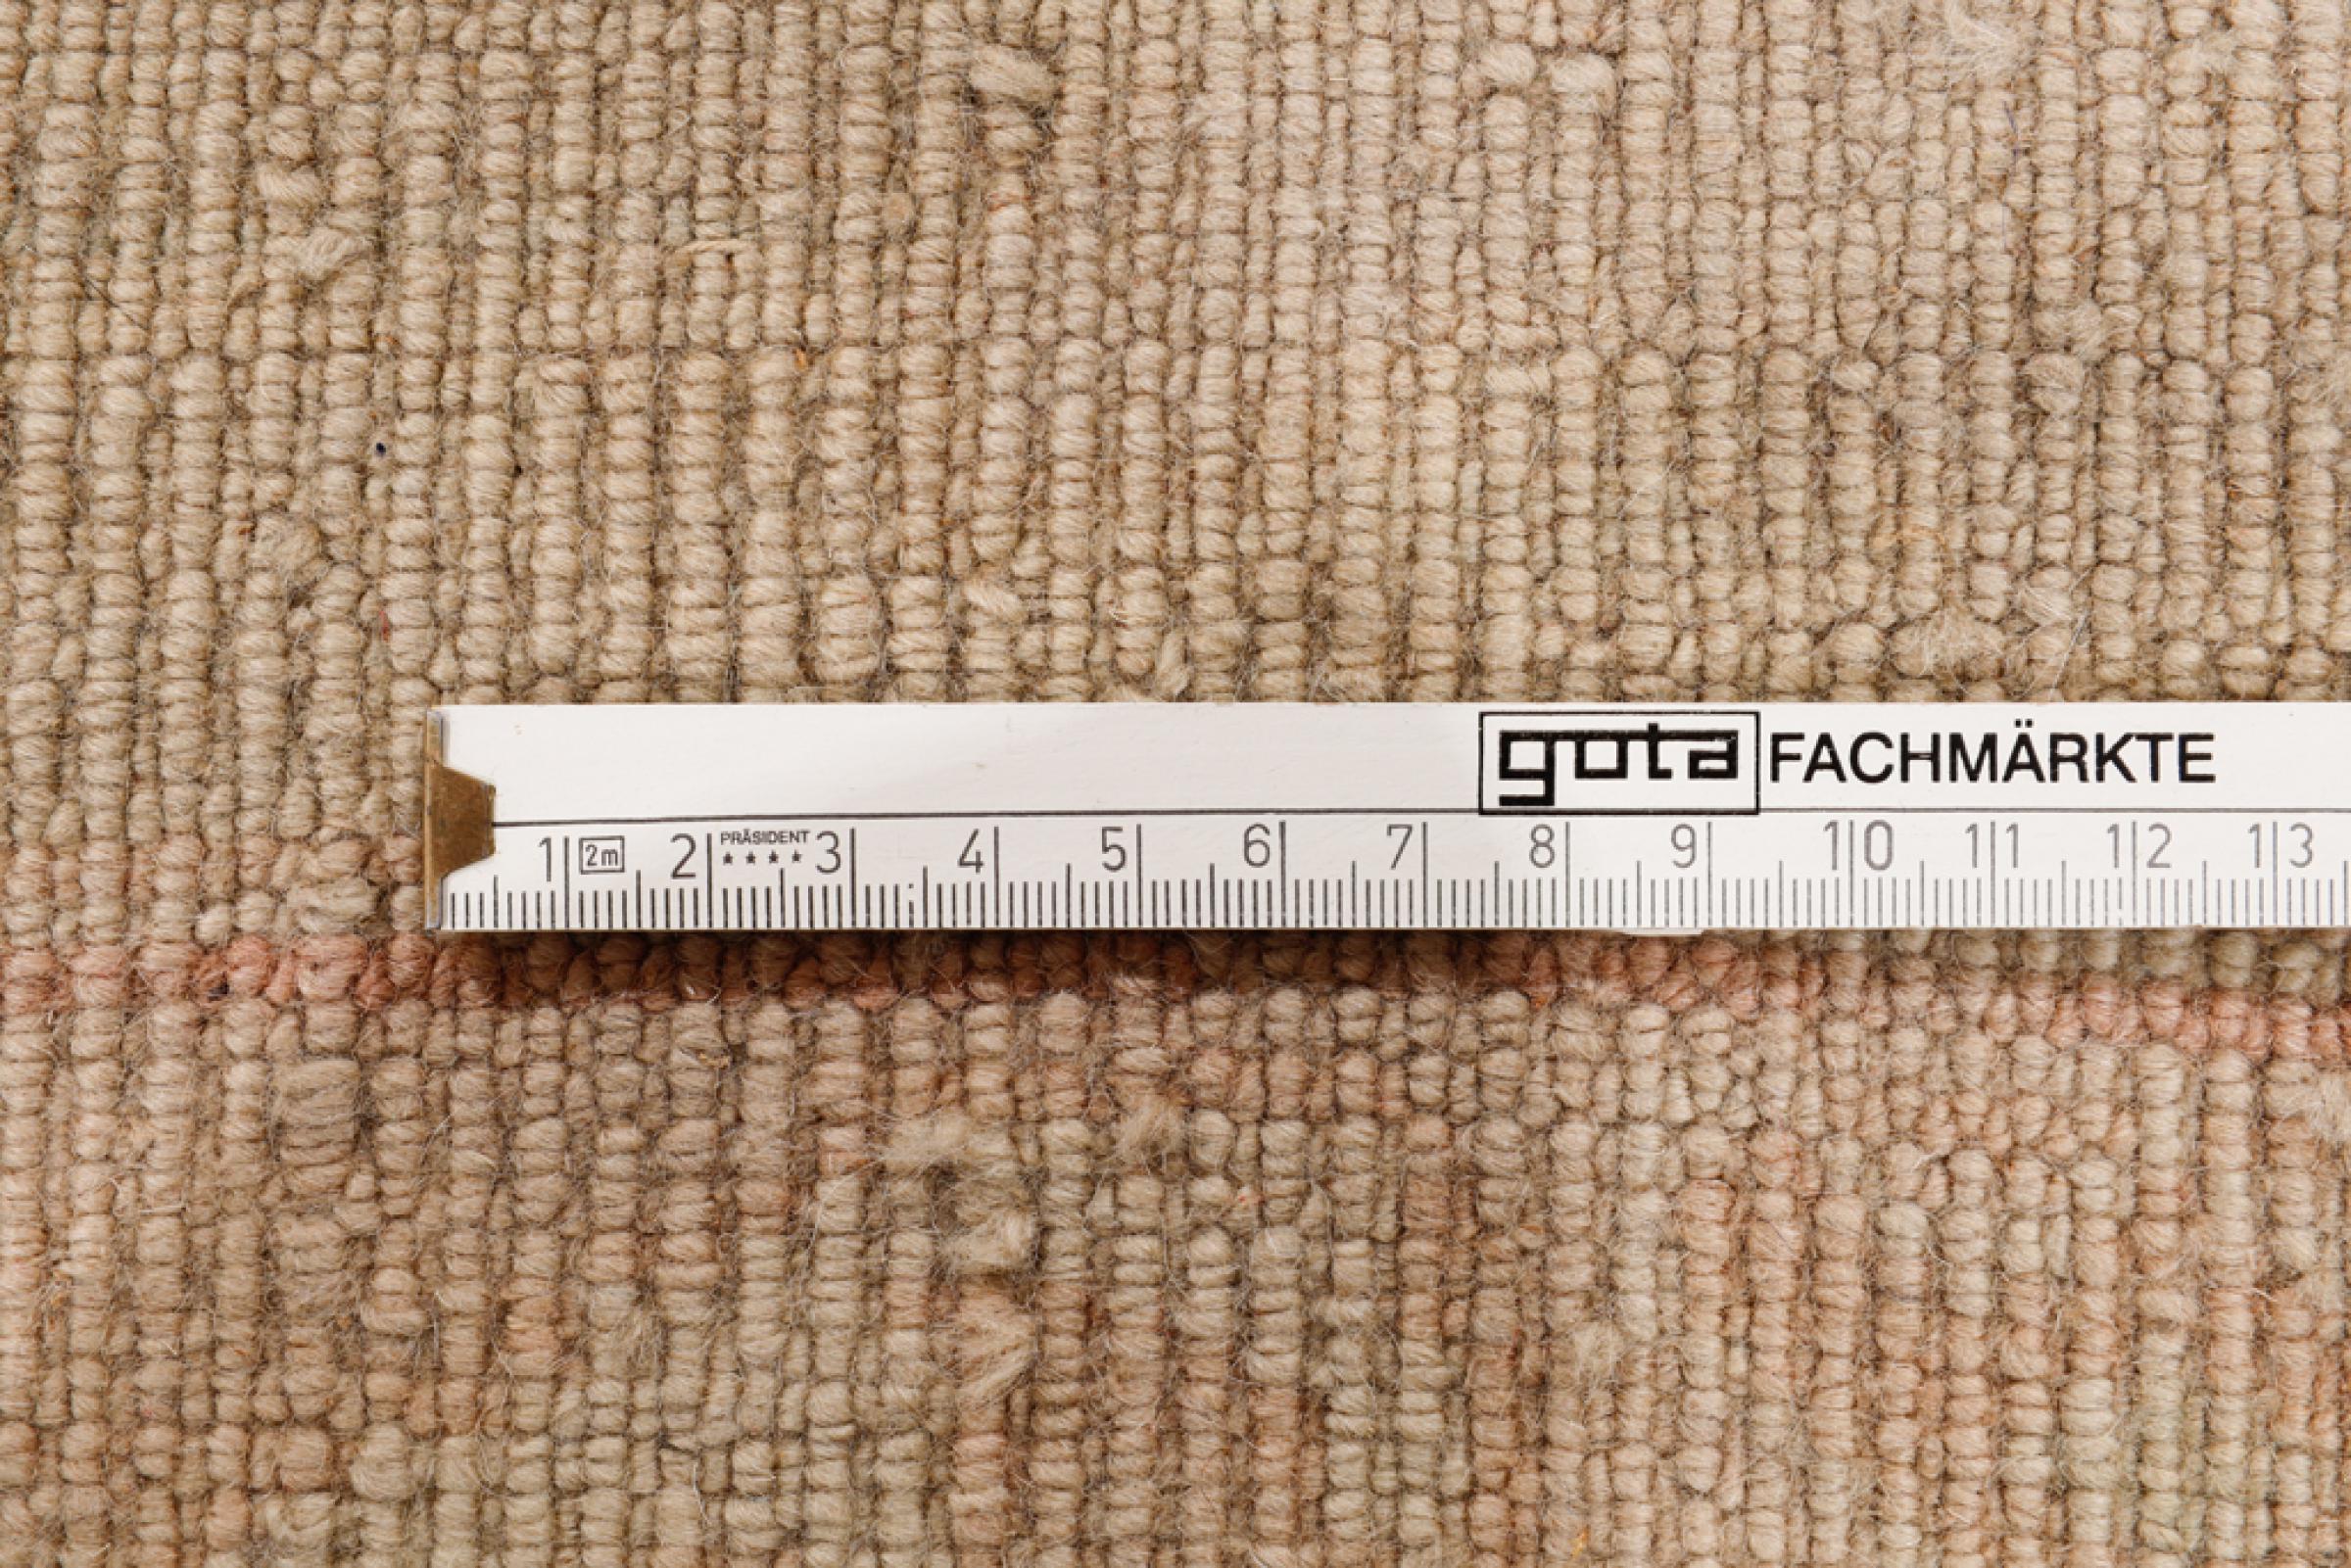 gota FACHMÄRKTE
PRÄSIDENT
★★★★
1 2m 2 3 4 5 6 7 8 9 10 11 12 13